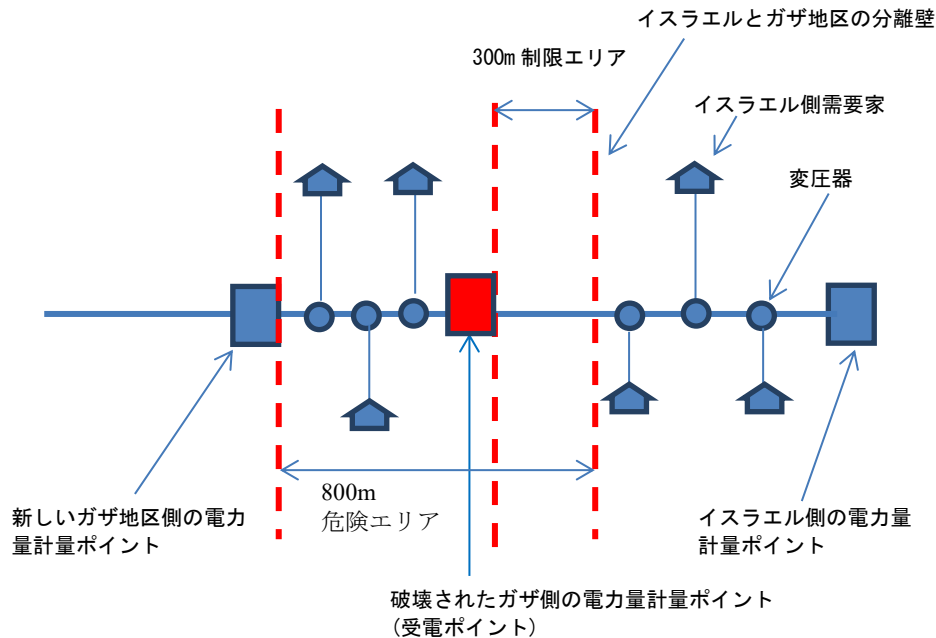 イスラエルとガザ地区の分離壁
300m 制限エリア
イスラエル側需要家
変圧器
800m
危険エリア
新しいガザ地区側の電力
量計量ポイント
イスラエル側の電力量
計量ポイント
破壊されたガザ側の電力量計量ポイント
(受電ポイント)